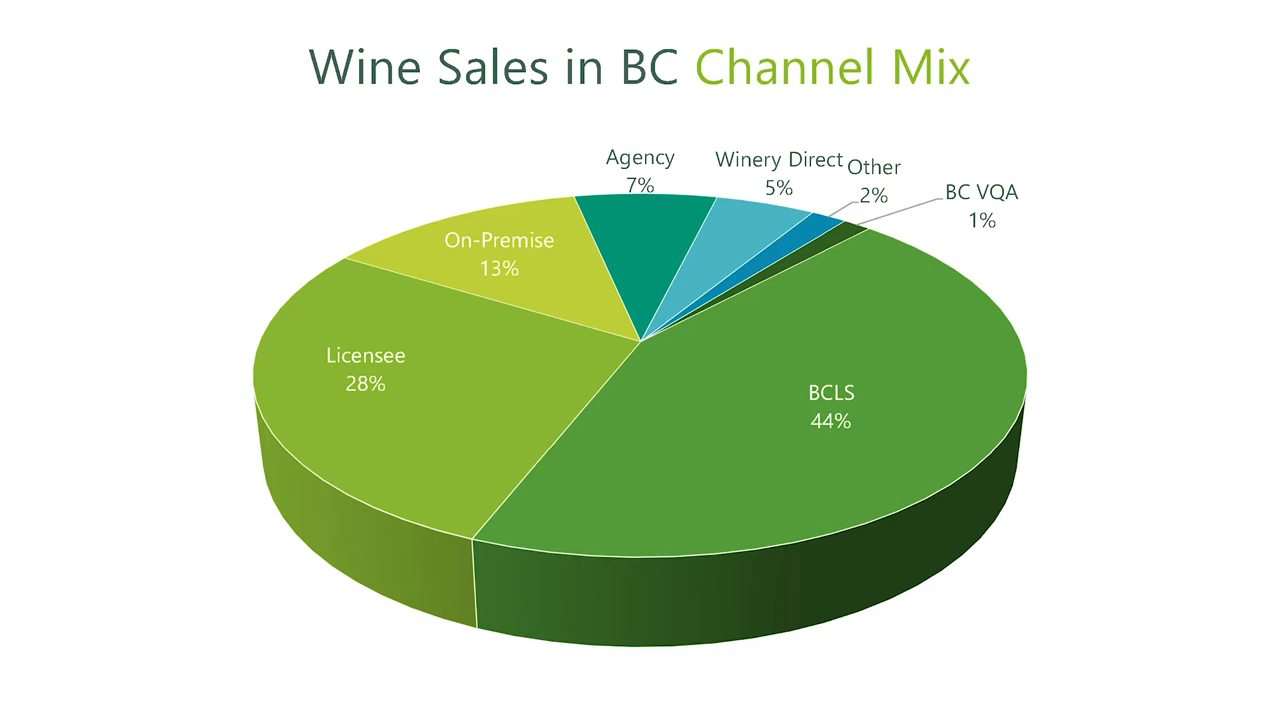 Wine Sales in BC Channel Mix
Agency
7%
Winery Direct
5%
Other
2%
BC VQA
1%
On-Premise
13%
Licensee
28%
BCLS
44%